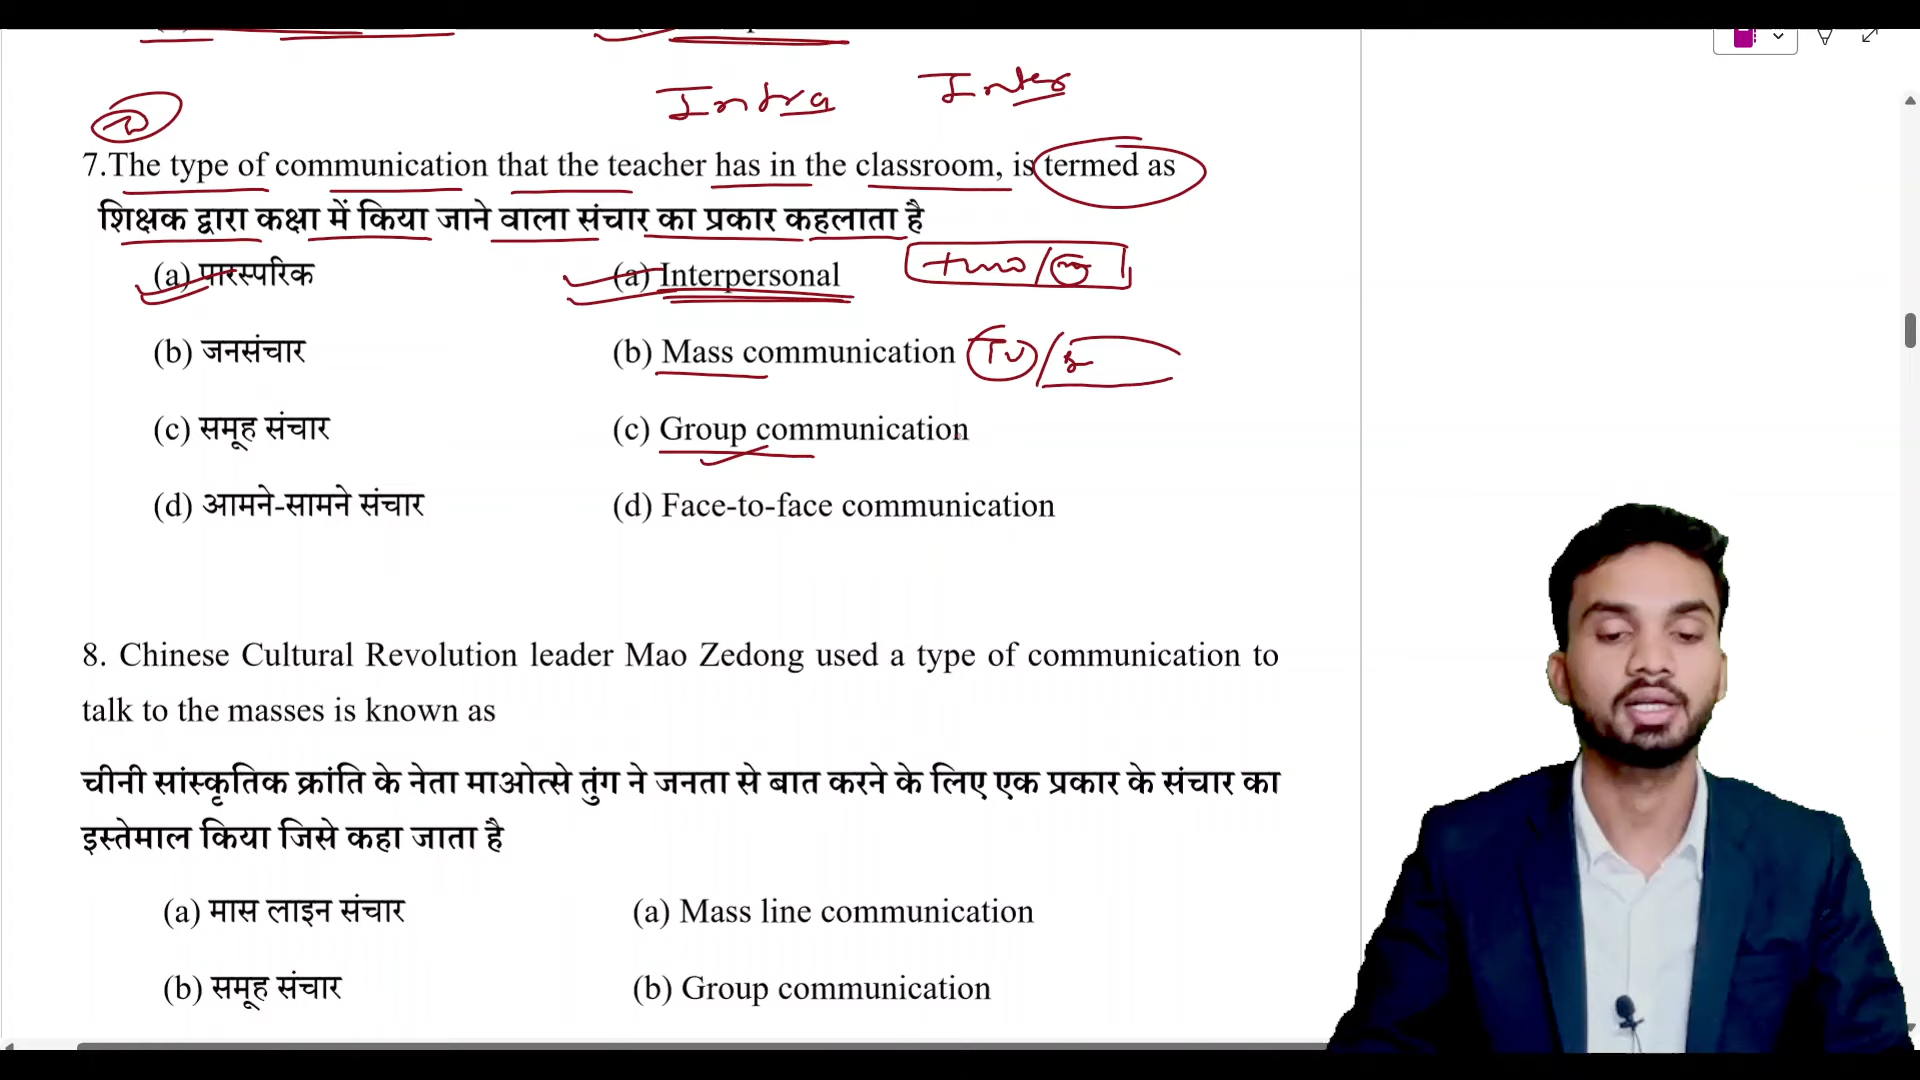 Intra Inter
7.The type of communication that the teacher has in the classroom, is termed as
शिक्षक द्वारा कक्षा में किया जाने वाला संचार का प्रकार कहलाता है
(a) पारस्परिक (a) Interpersonal two/
(b) जनसंचार (b) Mass communication TV/
(c) समूह संचार (c) Group communication
(d) आमने-सामने संचार (d) Face-to-face communication
8. Chinese Cultural Revolution leader Mao Zedong used a type of communication to
talk to the masses is known as
चीनी सांस्कृतिक क्रांति के नेता माओत्से तुंग ने जनता से बात करने के लिए एक प्रकार के संचार का
इस्तेमाल किया जिसे कहा जाता है
(a) मास लाइन संचार (a) Mass line communication
(b) समूह संचार (b) Group communication